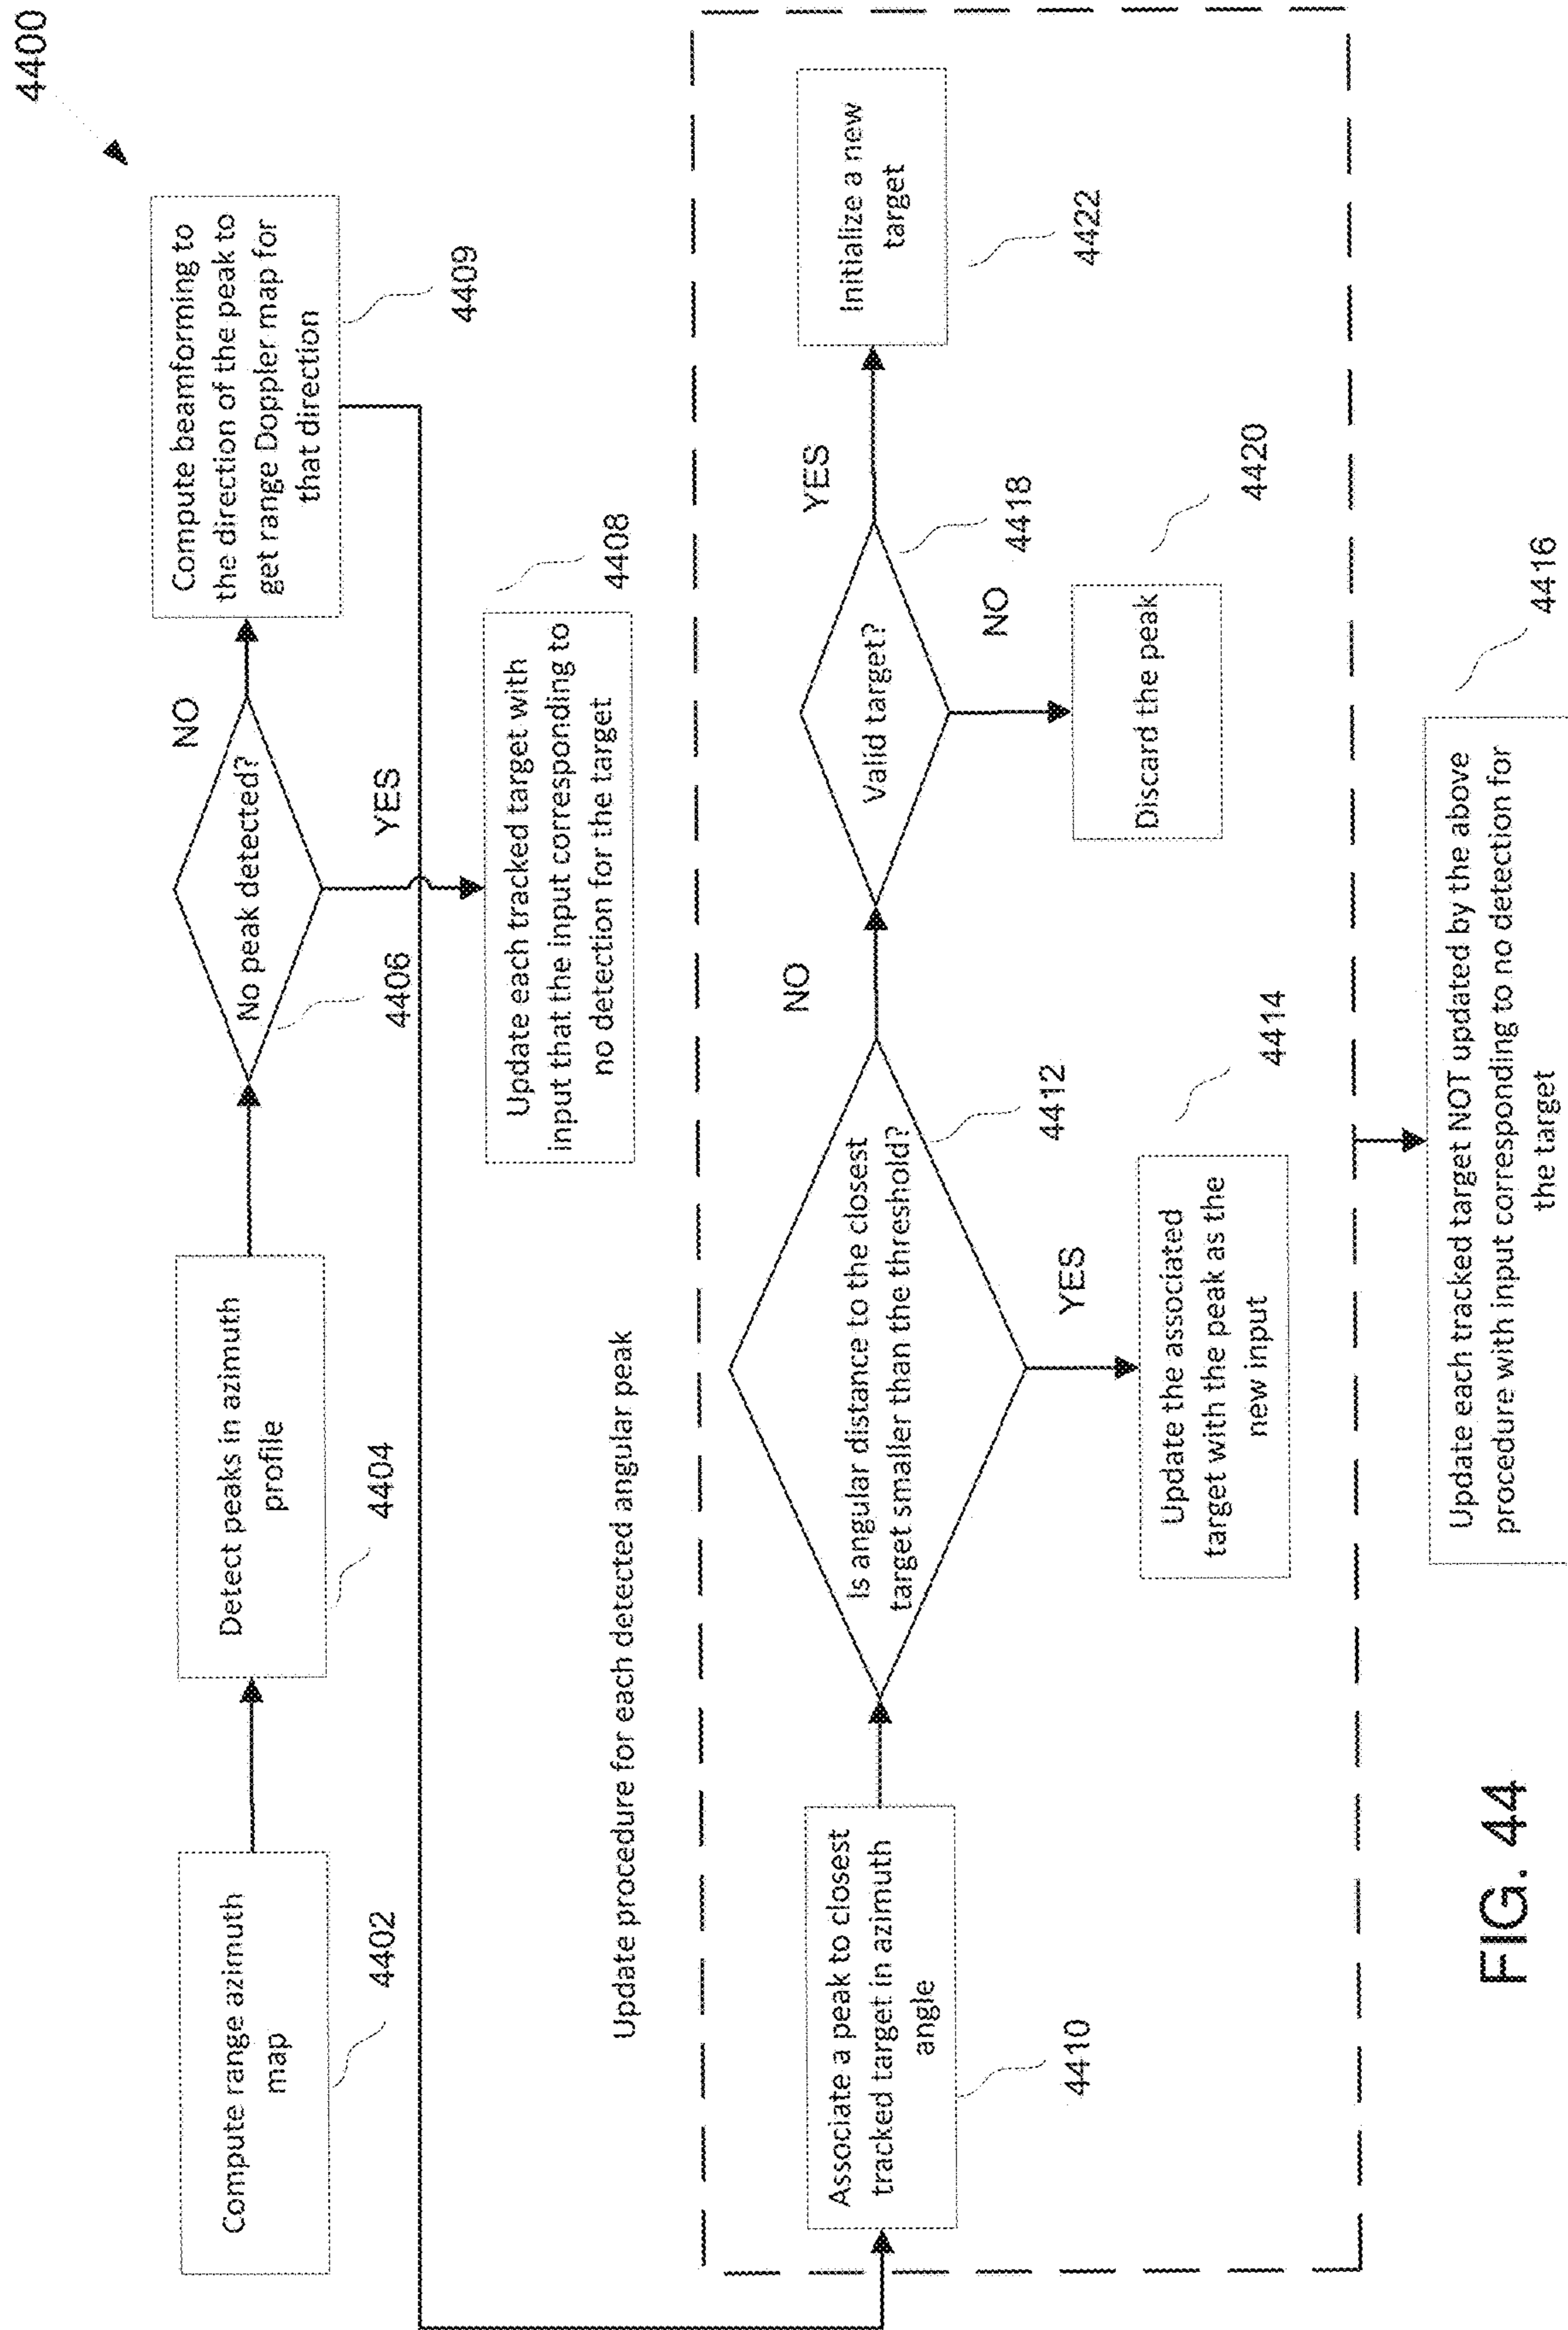 4400
Compute range azimuth
map
4402
Detect peaks in azimuth
profile
4404
No peak detected?
4406
NO
YES
Compute beamforming to
the direction of the peak to
get range Doppler map for
that direction
4409
Update each tracked target with
input that the input corresponding to
no detection for the target
4408
Update procedure for each detected angular peak
Associate a peak to closest
tracked target in azimuth
angle
4410
Is angular distance to the closest
target smaller than the threshold?
4412
NO
YES
Update the associated
target with the peak as the
new input
4414
Valid target?
4418
YES
NO
Initialize a new
target
4422
Discard the peak
4420
Update each tracked target NOT updated by the above
procedure with input corresponding to no detection for
the target
4416
FIG. 44